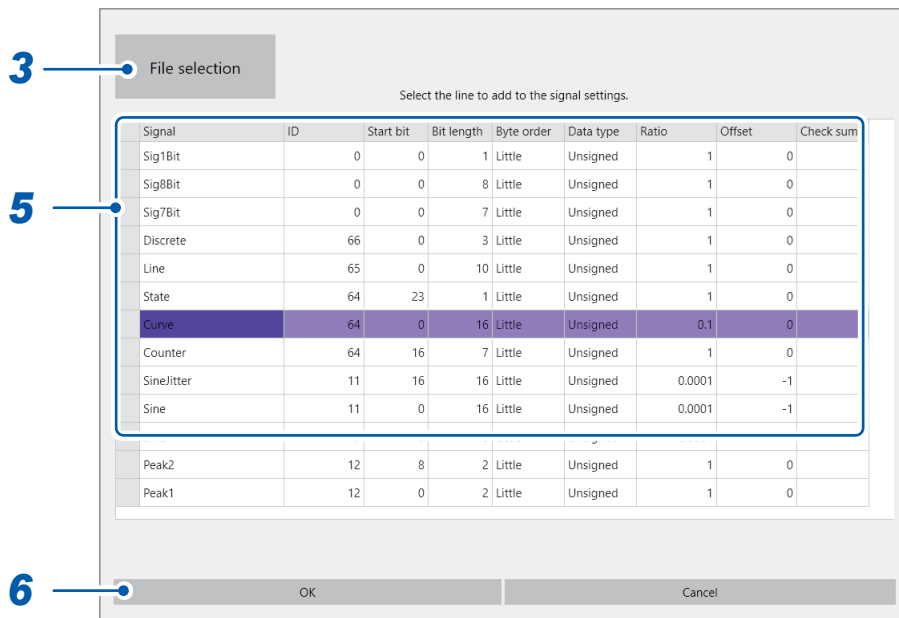 3
File selection
Select the line to add to the signal settings.
Signal ID Start bit Bit length Byte order Data type Ratio Offset Check sum
Sig1Bit 0 0 1 Little Unsigned 1 0
Sig8Bit 0 0 8 Little Unsigned 1 0
5
Sig7Bit 0 0 7 Little Unsigned 1 0
Discrete 66 0 3 Little Unsigned 1 0
Line 65 0 10 Little Unsigned 1 0
State 64 23 1 Little Unsigned 1 0
Curve 64 0 16 Little Unsigned 0.1 0
Counter 64 16 7 Little Unsigned 1 0
SineJitter 11 16 16 Little Unsigned 0.0001 -1
Sine 11 0 16 Little Unsigned 0.0001 -1
Peak2 12 8 2 Little Unsigned 1 0
Peak1 12 0 2 Little Unsigned 1 0
6
OK Cancel